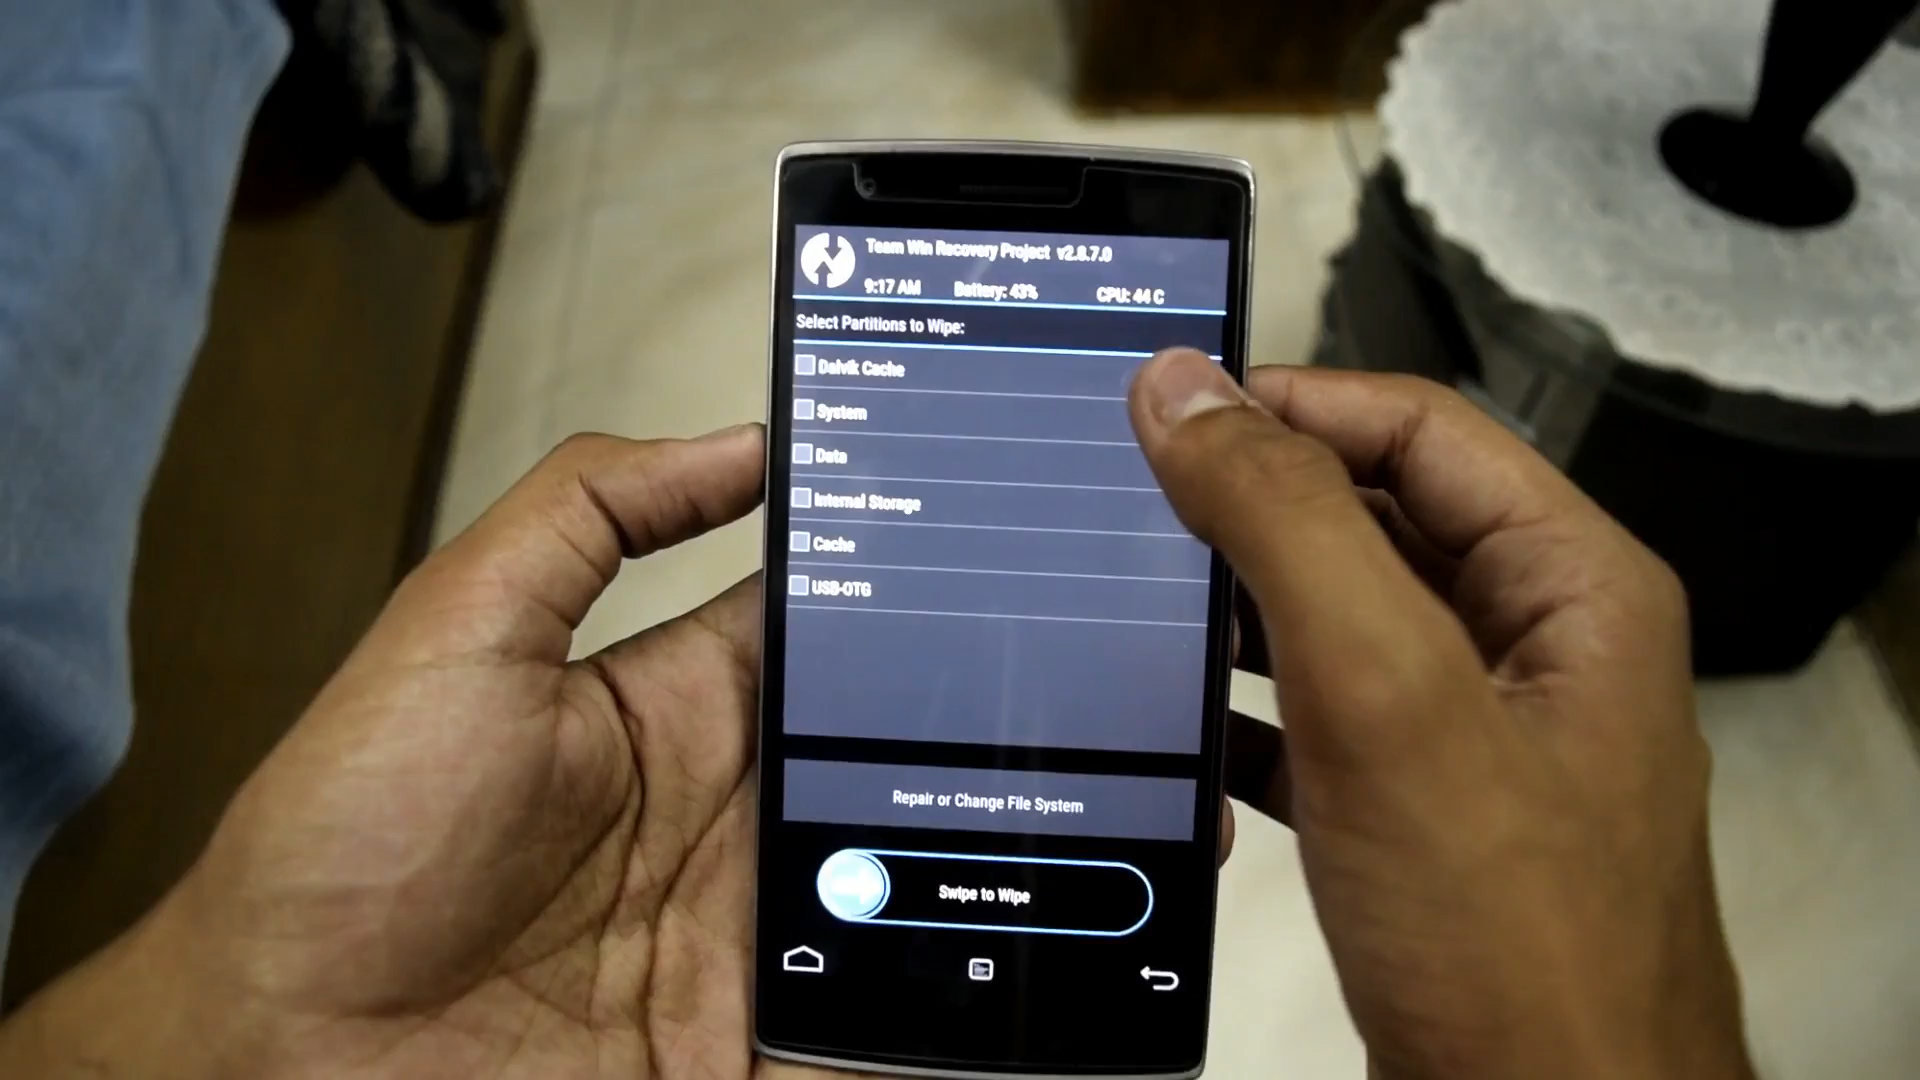 Team Win Recovery Project v2.8.7.0
9:17 AM Battery: 43% CPU: 44 C
Select Partitions to Wipe:
Dalvik Cache
System
Data
Internal Storage
Cache
USB-OTG
Repair or Change File System
Swipe to Wipe